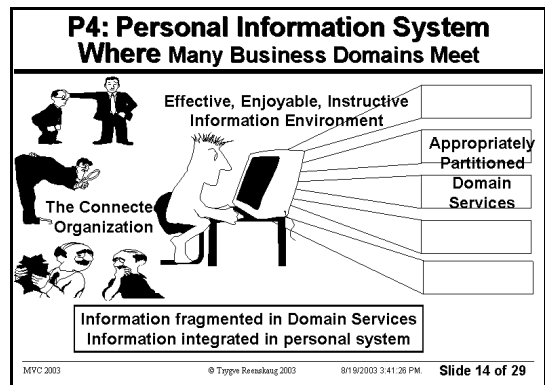 P4: Personal Information System
Where Many Business Domains Meet
Effective, Enjoyable, Instructive
Information Environment
Appropriately
Partitioned
Domain
Services
The Connecte
Organization
Information fragmented in Domain Services
Information integrated in personal system
MVC 2003
© Trygve Reenskaug 2003
8/19/2003 3:41:26 PM.
Slide 14 of 29